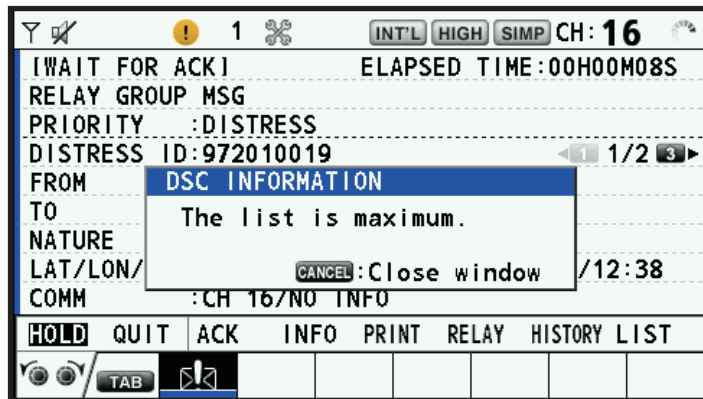 1 INT'L HIGH SIMP CH: 16
[WAIT FOR ACK] ELAPSED TIME:00H00M08S
RELAY GROUP MSG
PRIORITY :DISTRESS
DISTRESS ID:972010019 1 1/2 3
FROM
DSC INFORMATION
TO
The list is maximum.
NATURE
LAT/LON/ /12:38
CANCEL:Close window
COMM :CH 16/NO INFO
HOLD QUIT ACK INFO PRINT RELAY HISTORY LIST
TAB